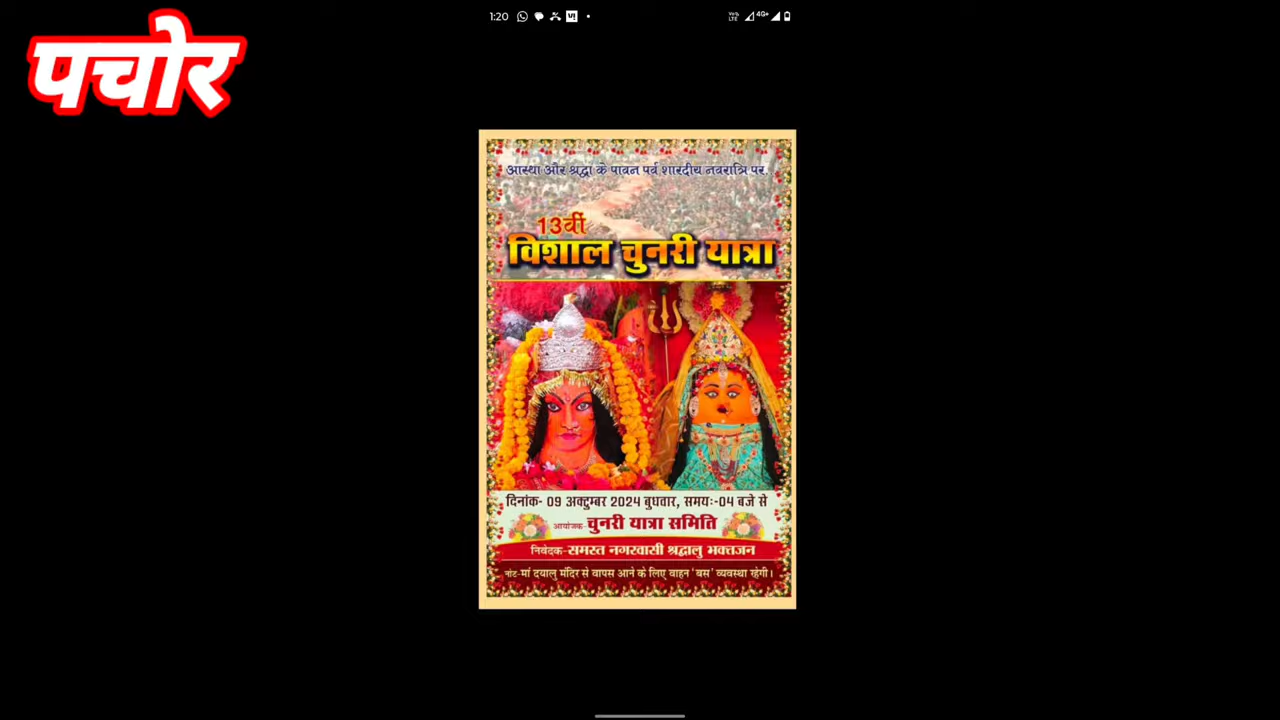 पचोर
1:20
4G+
आस्था और श्रद्धा के पावन पर्व शारदीय नवरात्रि पर.
13वीं
विशाल चुनरी यात्रा
दिनांक- 09 अक्टुम्बर 2024 बुधवार, समयः-04 बजे से
आयोजक-चुनरी यात्रा समिति
निवेदक-समस्त नगरवासी श्रद्धालु भक्तजन
नोट-मां दयालु मंदिर से वापस आने के लिए वाहन 'बस' व्यवस्था रहेगी।